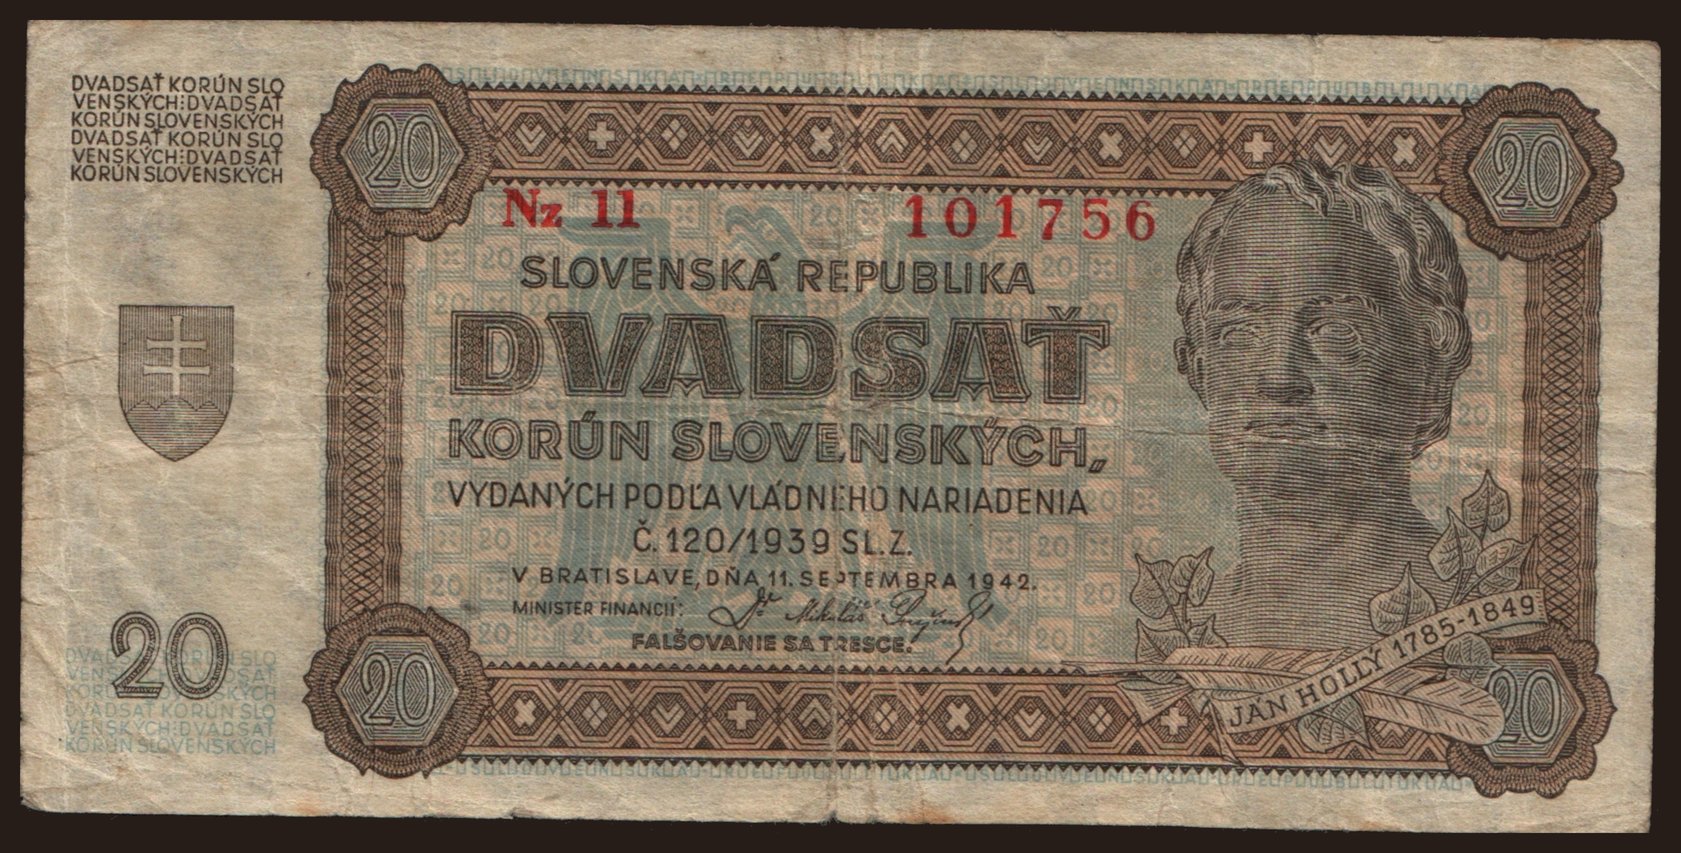 DVADSAŤ KORÚN SLO
VENSKÝCH:DVADSAŤ
KORÚN SLOVENSKÝCH
DVADSAŤ KORÚN SLO
VENSKÝCH:DVADSAŤ
KORÚN SLOVENSKÝCH
20
20
Nz 11 101756
SLOVENSKÁ REPUBLIKA
DVADSAŤ
KORÚN SLOVENSKÝCH,,
VYDANÝCH PODĽA VLÁDNEHO NARIADENIA
Č. 120/1939 SL. Z.
V BRATISLAVE, DŇA 11. SEPTEMBRA 1942.
MINISTER FINANCIÍ:
FALŠOVANIE SA TRESCE.
JÁN HOLLÝ 1785-1849
20
DVADSAŤ KORÚN SLO
VENSKÝCH:DVADSAŤ
KORÚN SLOVENSKÝCH
DVADSAŤ KORÚN SLO
VENSKÝCH:DVADSAŤ
KORÚN SLOVENSKÝCH
20
20